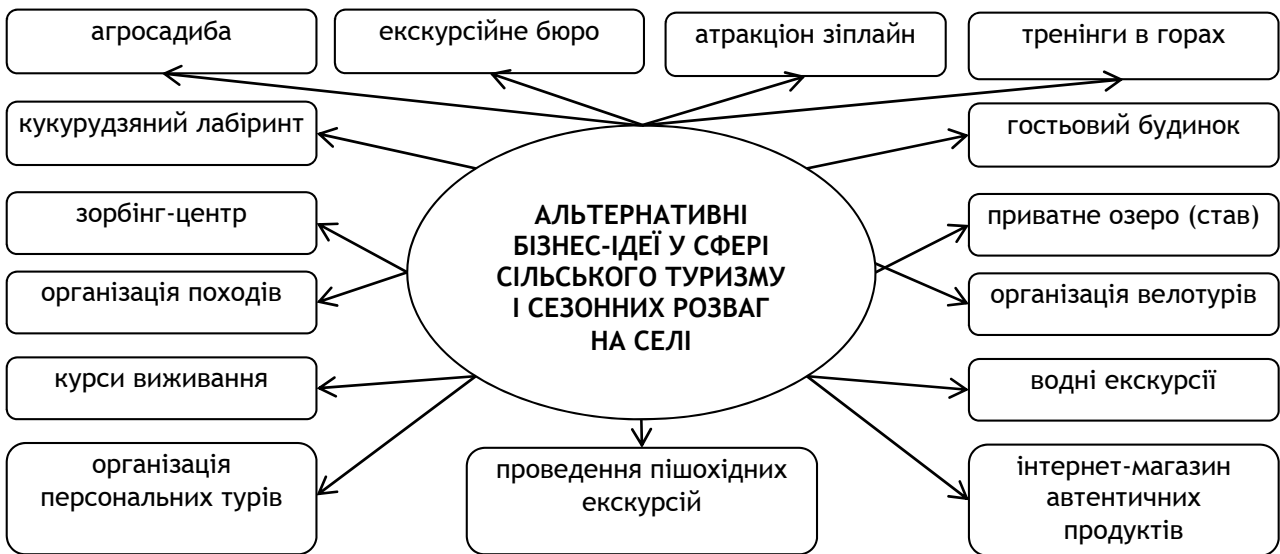 агросадиба
екскурсійне бюро
атракціон зіплайн
тренінги в горах
кукурудзяний лабіринт
гостьовий будинок
зорбінг-центр
АЛЬТЕРНАТИВНІ
БІЗНЕС-ІДЕЇ У СФЕРІ
СІЛЬСЬКОГО ТУРИЗМУ
І СЕЗОННИХ РОЗВАГ
НА СЕЛІ
приватне озеро (став)
організація походів
організація велотурів
курси виживання
водні екскурсії
організація
персональних турів
проведення пішохідних
екскурсій
інтернет-магазин
автентичних
продуктів